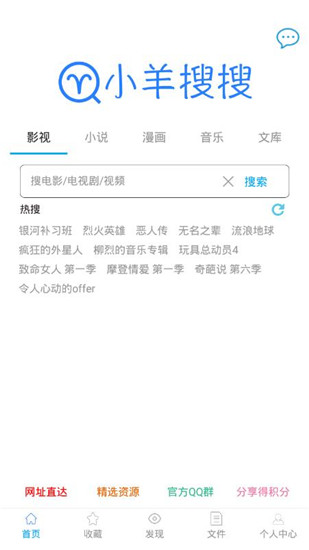 小羊搜搜
影视 小说 漫画 音乐 文库
搜电影/电视剧/视频 搜索
热搜
银河补习班 烈火英雄 恶人传 无名之辈 流浪地球
疯狂的外星人 柳烈的音乐专辑 玩具总动员4
致命女人 第一季 摩登情爱 第一季 奇葩说 第六季
令人心动的offer
网址直达 精选资源 官方QQ群 分享得积分
首页 收藏 发现 文件 个人中心